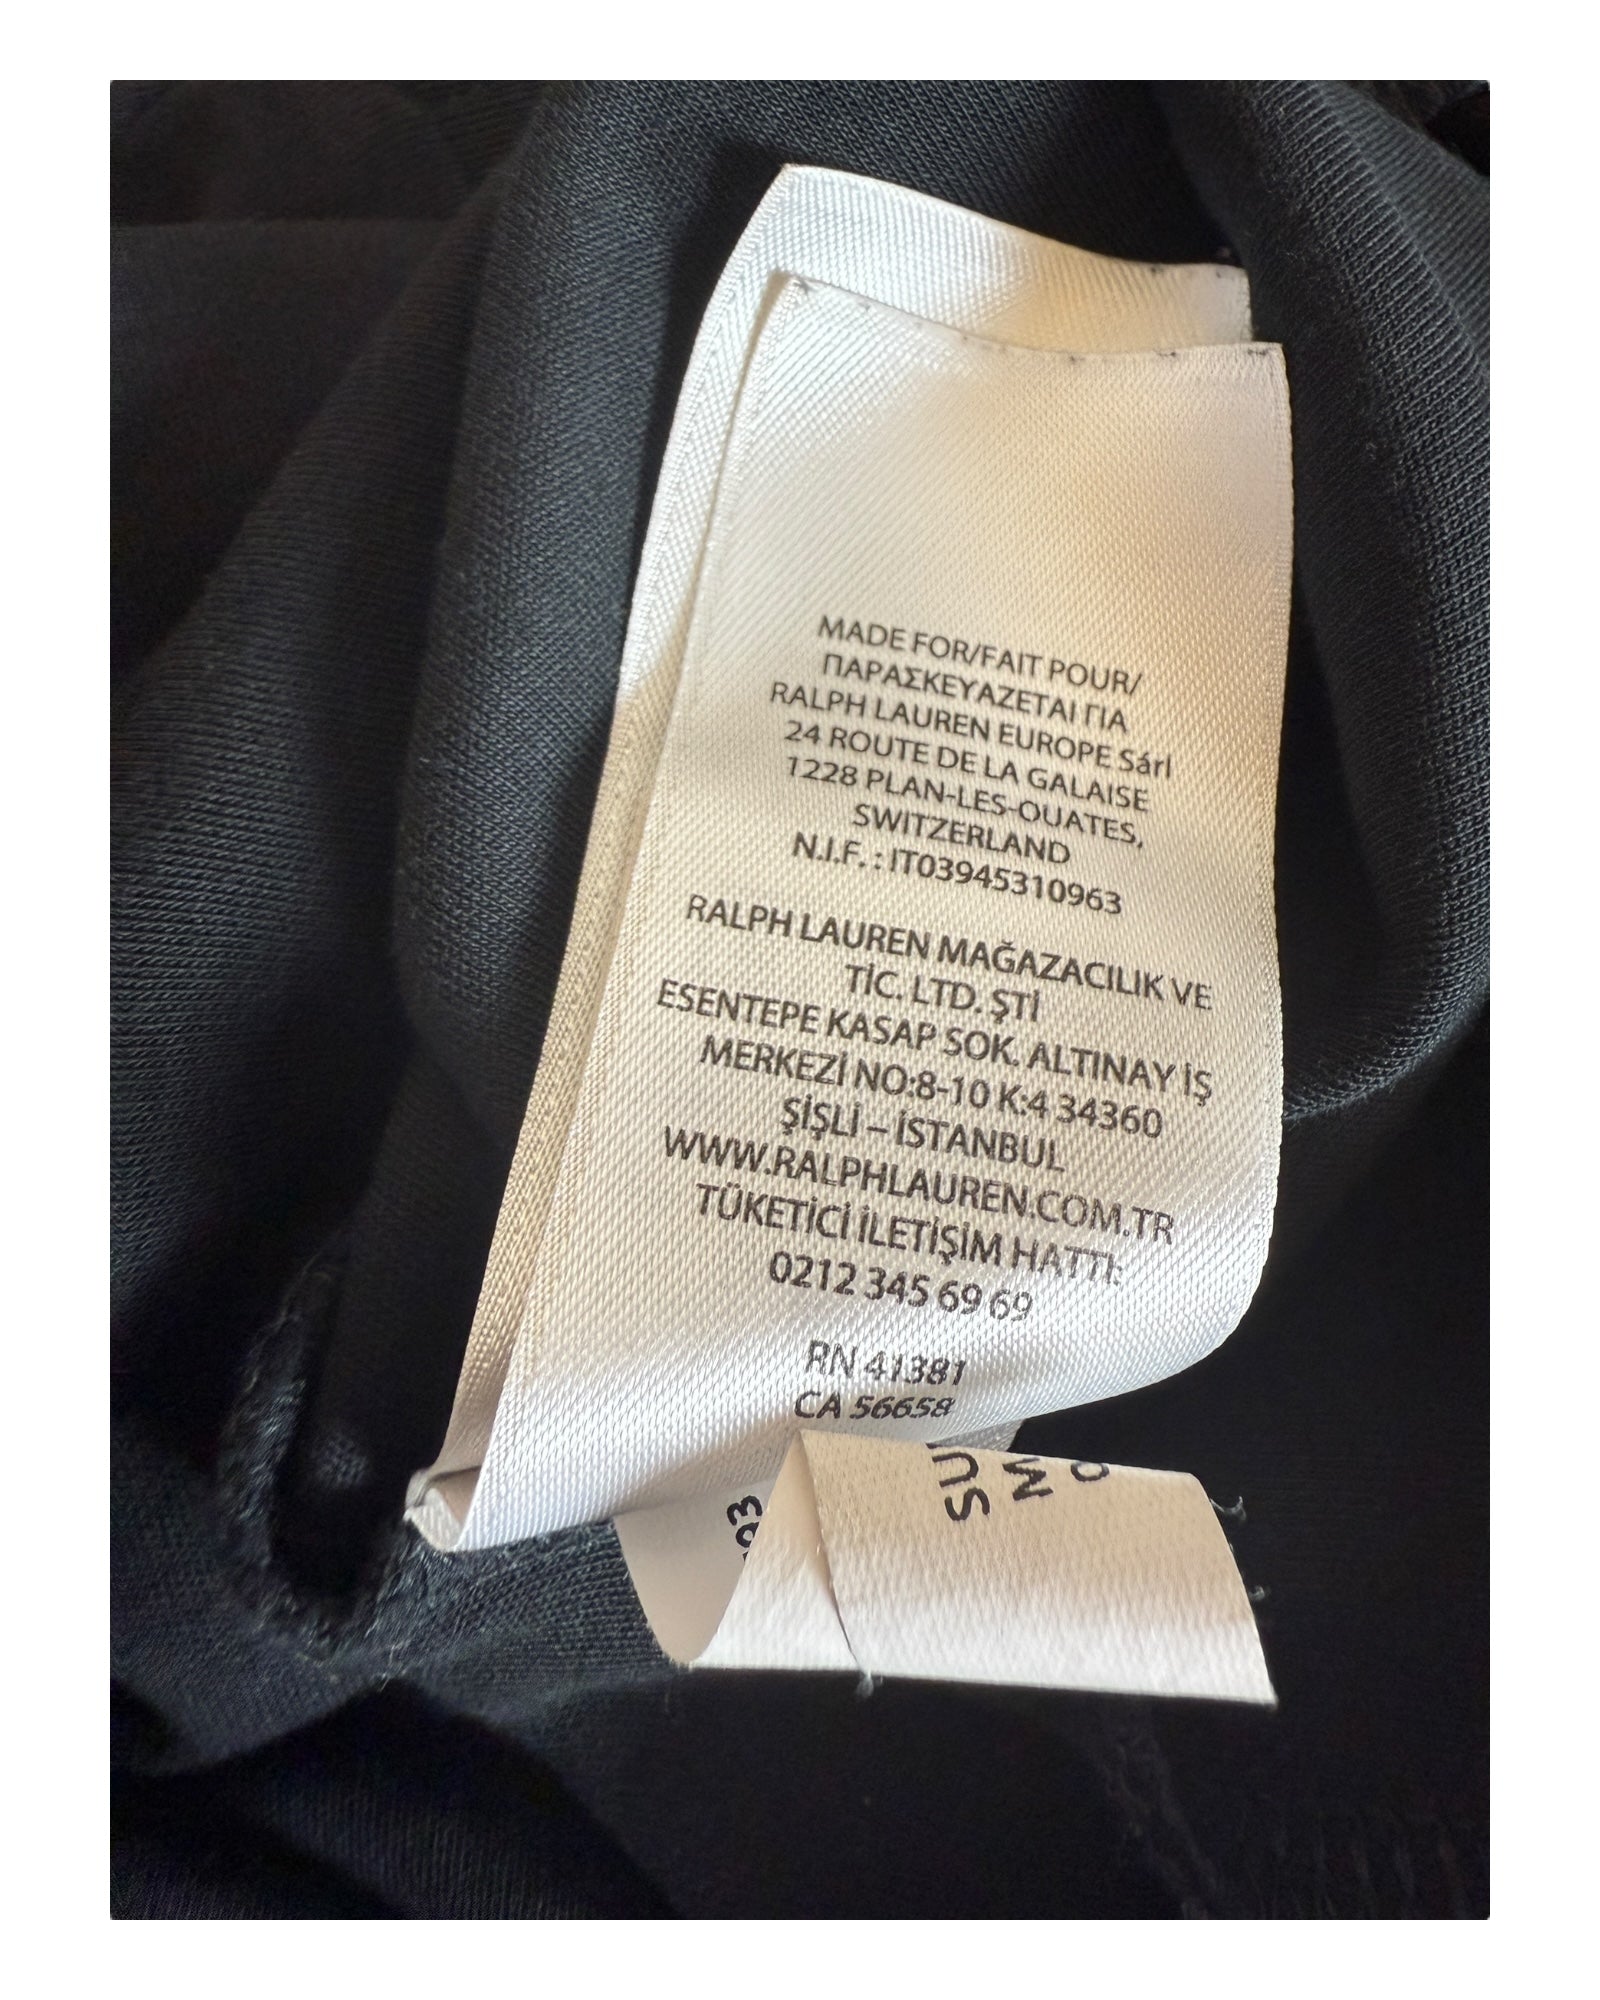 MADE FOR/FAIT POUR/
ΠΑΡΑΣΚΕΥΑΖΕΤΑΙ ΓΙΑ
RALPH LAUREN EUROPE Sárl
24 ROUTE DE LA GALAISE
1228 PLAN-LES-OUATES,
SWITZERLAND
N.I.F. : IT03945310963
RALPH LAUREN MAĞAZACILIK VE
TİC. LTD. ŞTİ
ESENTEPE KASAP SOK. ALTINAY İŞ
MERKEZİ NO:8-10 K:4 34360
ŞİŞLİ – İSTANBUL
WWW.RALPHLAUREN.COM.TR
TÜKETİCİ İLETİŞİM HATTI:
0212 345 69 69
RN 41381
CA 56658